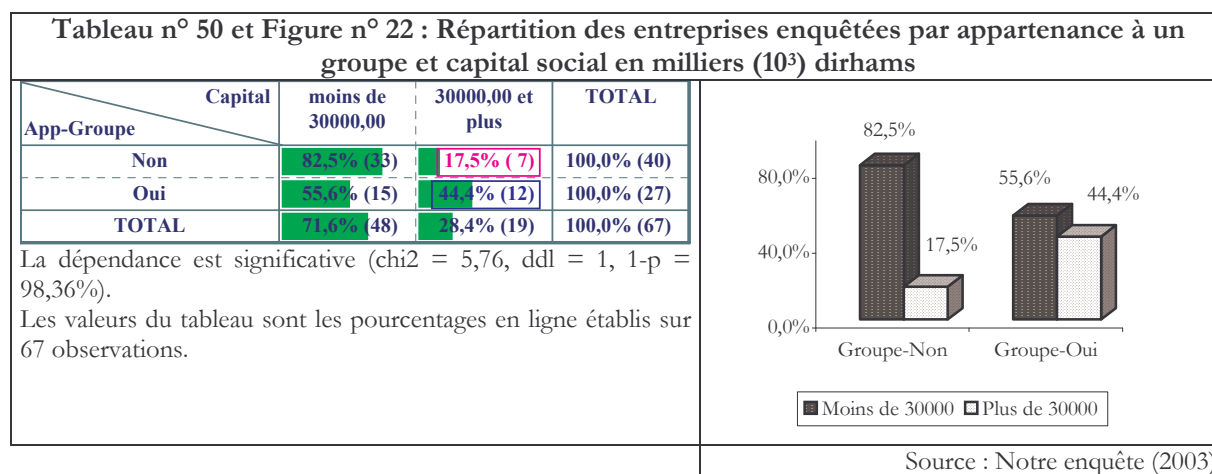 Tableau n° 50 et Figure n° 22 : Répartition des entreprises enquêtées par appartenance à un
groupe et capital social en milliers (10³) dirhams
Capital
App-Groupe
moins de
30000,00
30000,00 et
plus
TOTAL
Non 82,5% (33) 17,5% ( 7) 100,0% (40)
Oui 55,6% (15) 44,4% (12) 100,0% (27)
TOTAL 71,6% (48) 28,4% (19) 100,0% (67)
La dépendance est significative (chi2 = 5,76, ddl = 1, 1-p =
98,36%).
Les valeurs du tableau sont les pourcentages en ligne établis sur
67 observations.
82,5%
80,0%
55,6%
44,4%
40,0%
17,5%
0,0%
Groupe-Non Groupe-Oui
Moins de 30000 Plus de 30000
Source : Notre enquête (2003)